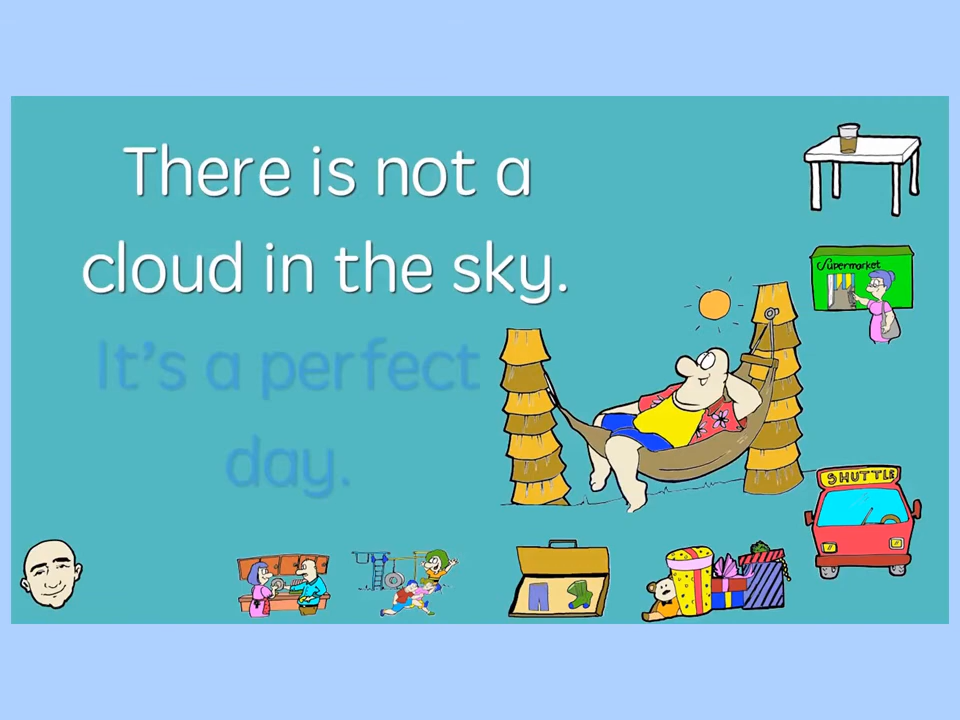 There is not a
cloud in the sky.
It's a perfect
day.
Supermarket
SHUTTLE